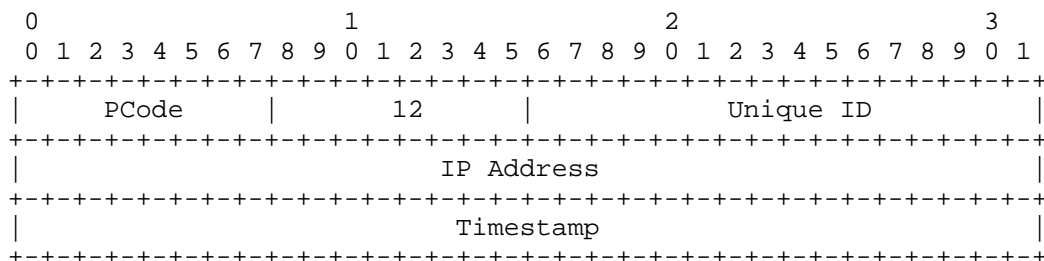 0                   1                   2                   3
 0 1 2 3 4 5 6 7 8 9 0 1 2 3 4 5 6 7 8 9 0 1 2 3 4 5 6 7 8 9 0 1
+-+-+-+-+-+-+-+-+-+-+-+-+-+-+-+-+-+-+-+-+-+-+-+-+-+-+-+-+-+-+-+-+
|     PCode     |       12      |            Unique ID          |
+-+-+-+-+-+-+-+-+-+-+-+-+-+-+-+-+-+-+-+-+-+-+-+-+-+-+-+-+-+-+-+-+
|                          IP Address                           |
+-+-+-+-+-+-+-+-+-+-+-+-+-+-+-+-+-+-+-+-+-+-+-+-+-+-+-+-+-+-+-+-+
|                           Timestamp                           |
+-+-+-+-+-+-+-+-+-+-+-+-+-+-+-+-+-+-+-+-+-+-+-+-+-+-+-+-+-+-+-+-+